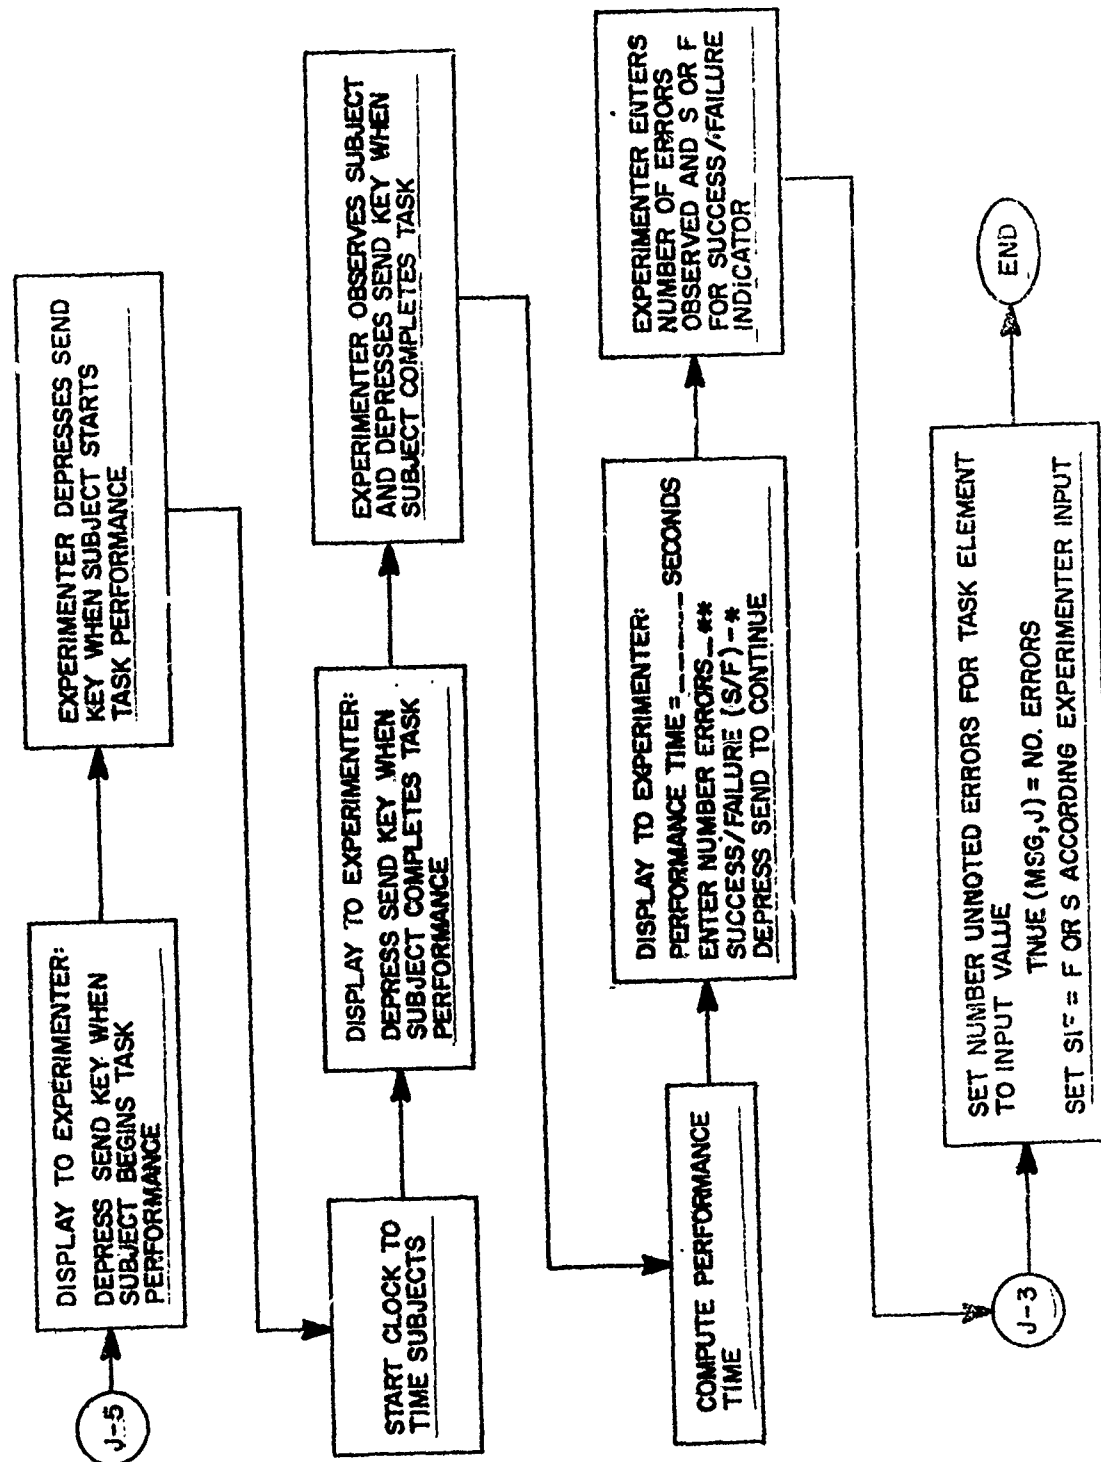 J-5
DISPLAY TO EXPERIMENTER:
DEPRESS SEND KEY WHEN
SUBJECT BEGINS TASK
PERFORMANCE
EXPERIMENTER DEPRESSES SEND
KEY WHEN SUBJECT STARTS
TASK PERFORMANCE
START CLOCK TO
TIME SUBJECTS
DISPLAY TO EXPERIMENTER:
DEPRESS SEND KEY WHEN
SUBJECT COMPLETES TASK
PERFORMANCE
EXPERIMENTER OBSERVES SUBJECT
AND DEPRESSES SEND KEY WHEN
SUBJECT COMPLETES TASK
COMPUTE PERFORMANCE
TIME
DISPLAY TO EXPERIMENTER:
PERFORMANCE TIME = _____ SECONDS
ENTER NUMBER ERRORS_**
SUCCESS/FAILURE (S/F)-*
DEPRESS SEND TO CONTINUE
EXPERIMENTER ENTERS
NUMBER OF ERRORS
OBSERVED AND S OR F
FOR SUCCESS/FAILURE
INDICATOR
J-3
SET NUMBER UNNOTED ERRORS FOR TASK ELEMENT
TO INPUT VALUE
TNUE (MSG,J) = NO. ERRORS
SET = F OR S ACCORDING EXPERIMENTER INPUT
END